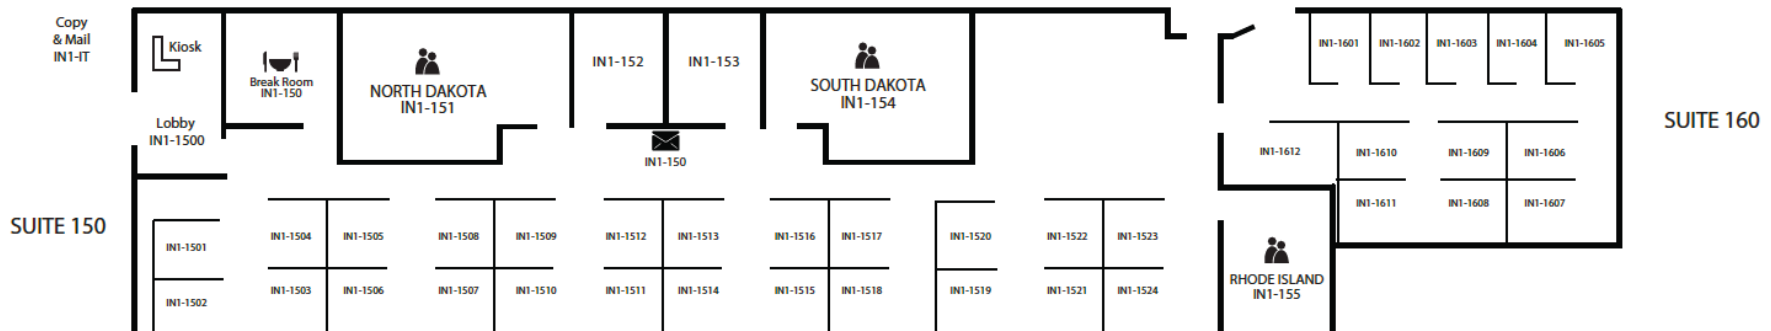 Copy
& Mail
IN1-IT
Kiosk
Break Room
IN1-150
NORTH DAKOTA
IN1-151
IN1-152
IN1-153
SOUTH DAKOTA
IN1-154
IN1-1601
IN1-1602
IN1-1603
IN1-1604
IN1-1605
Lobby
IN1-1500
IN1-150
SUITE 160
IN1-1612
IN1-1610
IN1-1609
IN1-1606
IN1-1611
IN1-1608
IN1-1607
SUITE 150
IN1-1501
IN1-1504
IN1-1505
IN1-1508
IN1-1509
IN1-1512
IN1-1513
IN1-1516
IN1-1517
IN1-1520
IN1-1522
IN1-1523
IN1-1502
IN1-1503
IN1-1506
IN1-1507
IN1-1510
IN1-1511
IN1-1514
IN1-1515
IN1-1518
IN1-1519
IN1-1521
IN1-1524
RHODE ISLAND
IN1-155